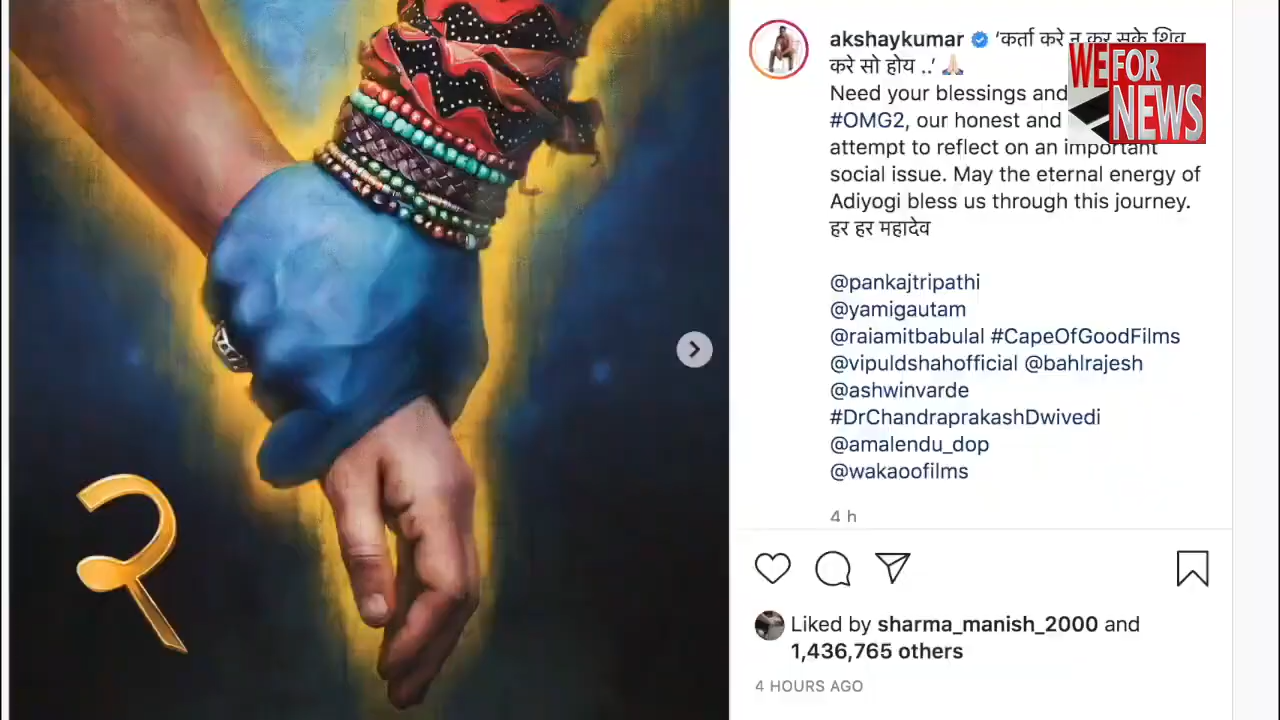 akshaykumar 'कर्ता करे न कर सके शिव
करे सो होय ..'
WE FOR NEWS
Need your blessings and
#OMG2, our honest and
attempt to reflect on an important
social issue. May the eternal energy of
Adiyogi bless us through this journey.
हर हर महादेव
@pankajtripathi
@yamigautam
@raiamitbabulal #CapeOfGoodFilms
@vipuldshahofficial @bahlrajesh
@ashwinvarde
#DrChandraprakashDwivedi
@amalendu_dop
@wakaoofilms
4 h
२
Liked by sharma_manish_2000 and
1,436,765 others
4 HOURS AGO